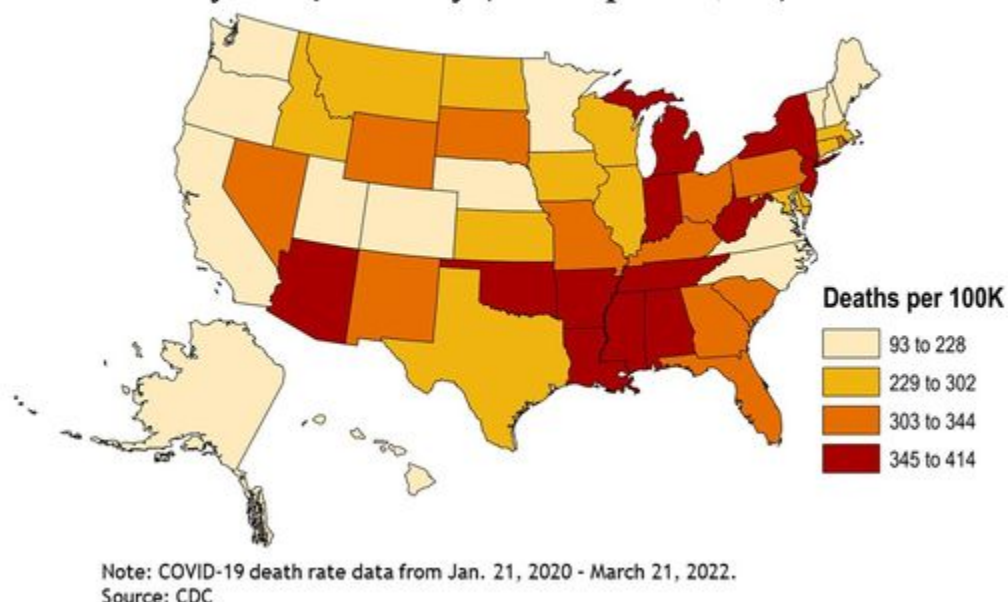 Deaths per 100K
93 to 228
229 to 302
303 to 344
345 to 414
Note: COVID-19 death rate data from Jan. 21, 2020 - March 21, 2022.
Source: CDC